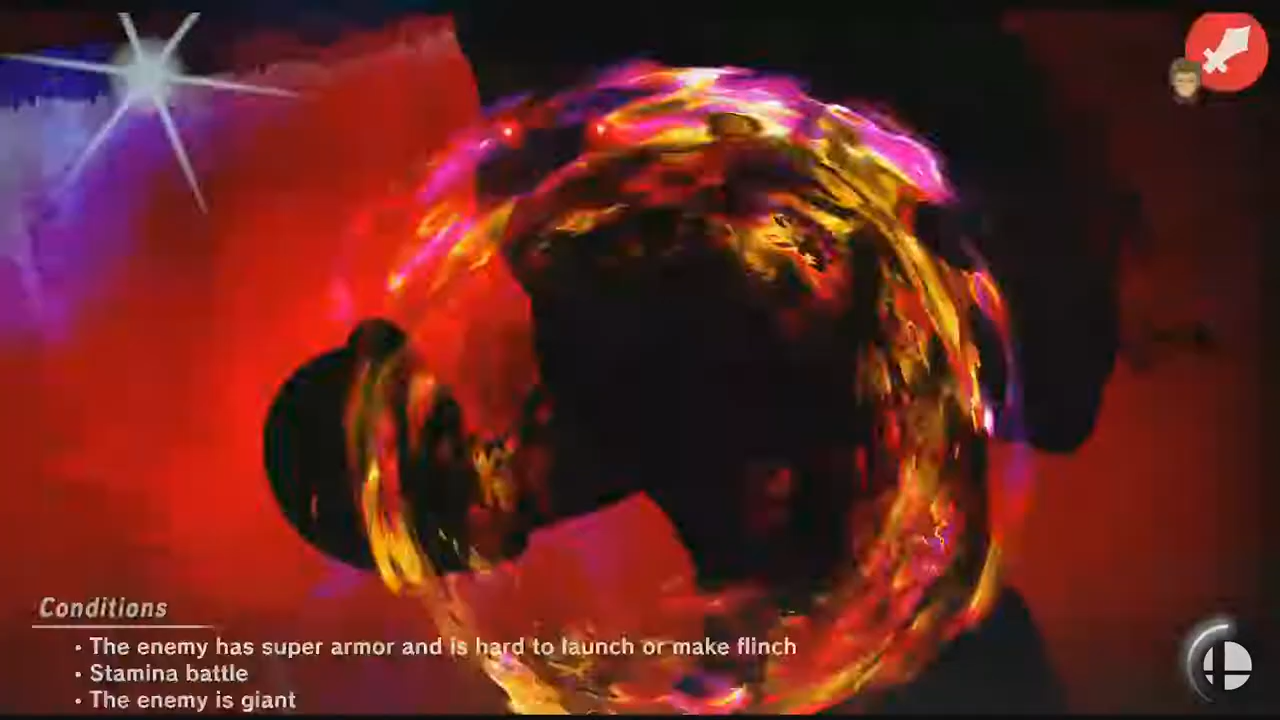 Conditions
• The enemy has super armor and is hard to launch or make flinch
• Stamina battle
• The enemy is giant